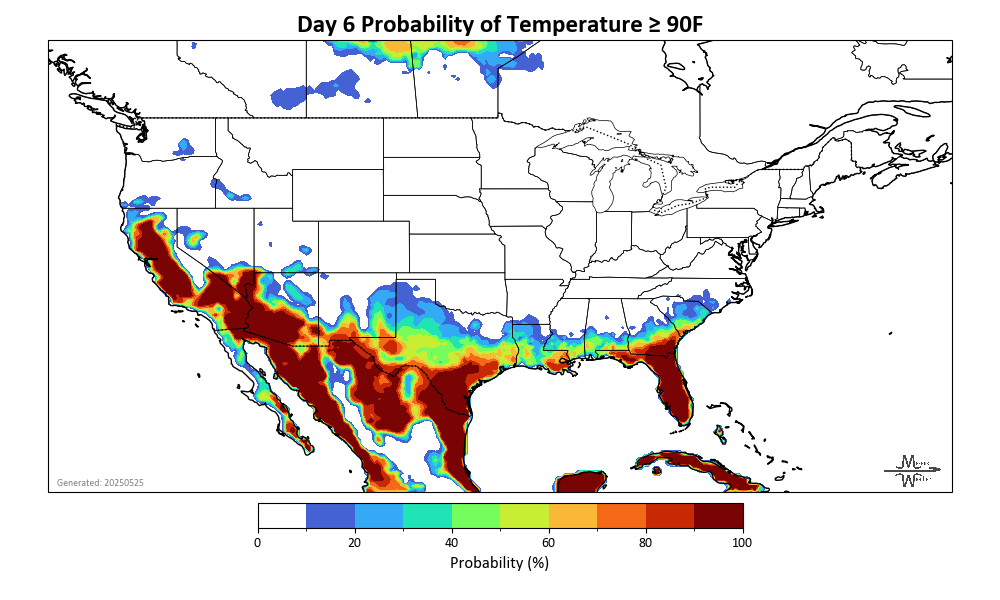 Day 6 Probability of Temperature ≥ 90F
Generated: 20250525
0 20 40 60 80 100
Probability (%)